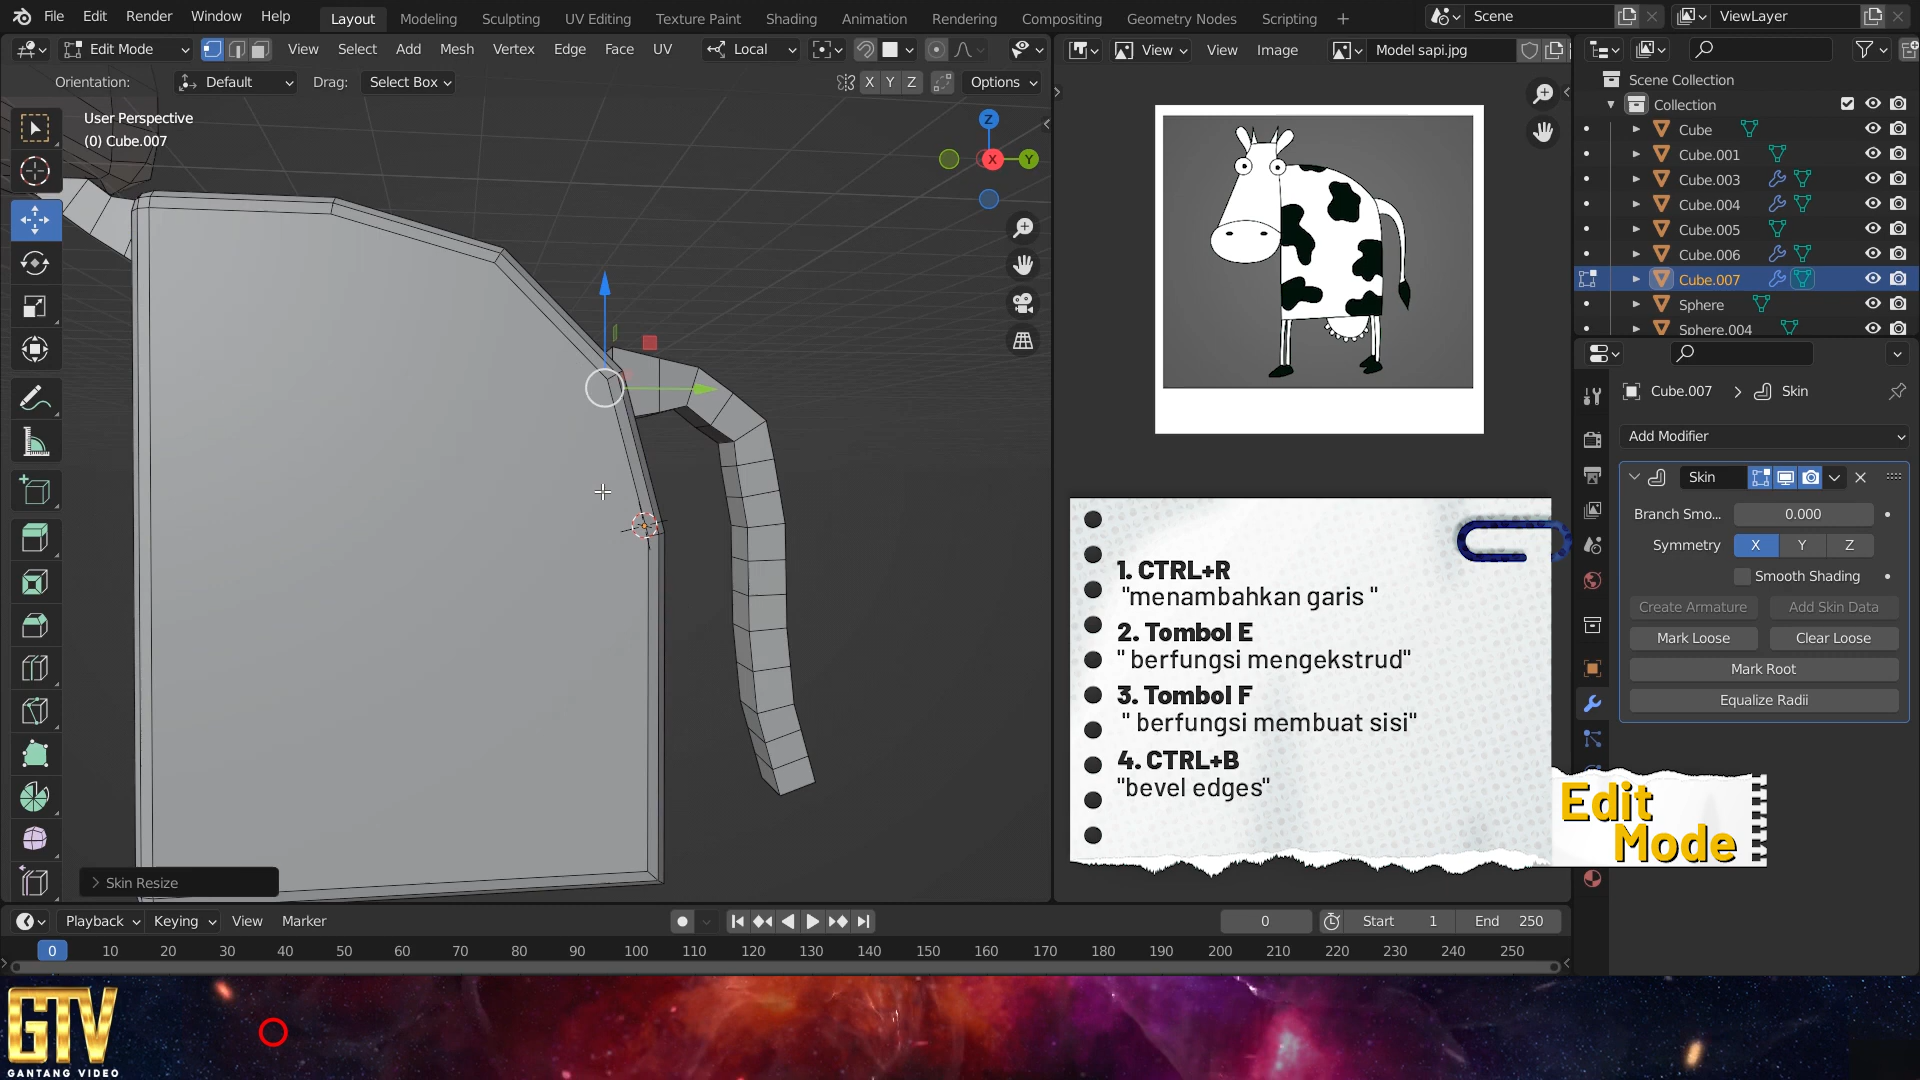 File Edit Render Window Help Layout Modeling Sculpting UV Editing Texture Paint Shading Animation Rendering Compositing Geometry Nodes Scripting + Scene ViewLayer
Edit Mode View Select Add Mesh Vertex Edge Face UV Local View View Image Model sapi.jpg
Orientation: Default Drag: Select Box X Y Z Options
User Perspective
(0) Cube.007
Z
X Y
Scene Collection
Collection
Cube
Cube.001
Cube.003
Cube.004
Cube.005
Cube.006
Cube.007
Sphere
Sphere.004
Cube.007 > Skin
Add Modifier
Skin
Branch Smo... 0.000
Symmetry X Y Z
Smooth Shading
Create Armature Add Skin Data
Mark Loose Clear Loose
Mark Root
Equalize Radii
1. CTRL+R
"menambahkan garis "
2. Tombol E
" berfungsi mengekstrud"
3. Tombol F
" berfungsi membuat sisi"
4. CTRL+B
"bevel edges"
Edit
Mode
> Skin Resize
Playback Keying View Marker 0 Start 1 End 250
0 10 20 30 40 50 60 70 80 90 100 110 120 130 140 150 160 170 180 190 200 210 220 230 240 250
GTV
GANTANG VIDEO